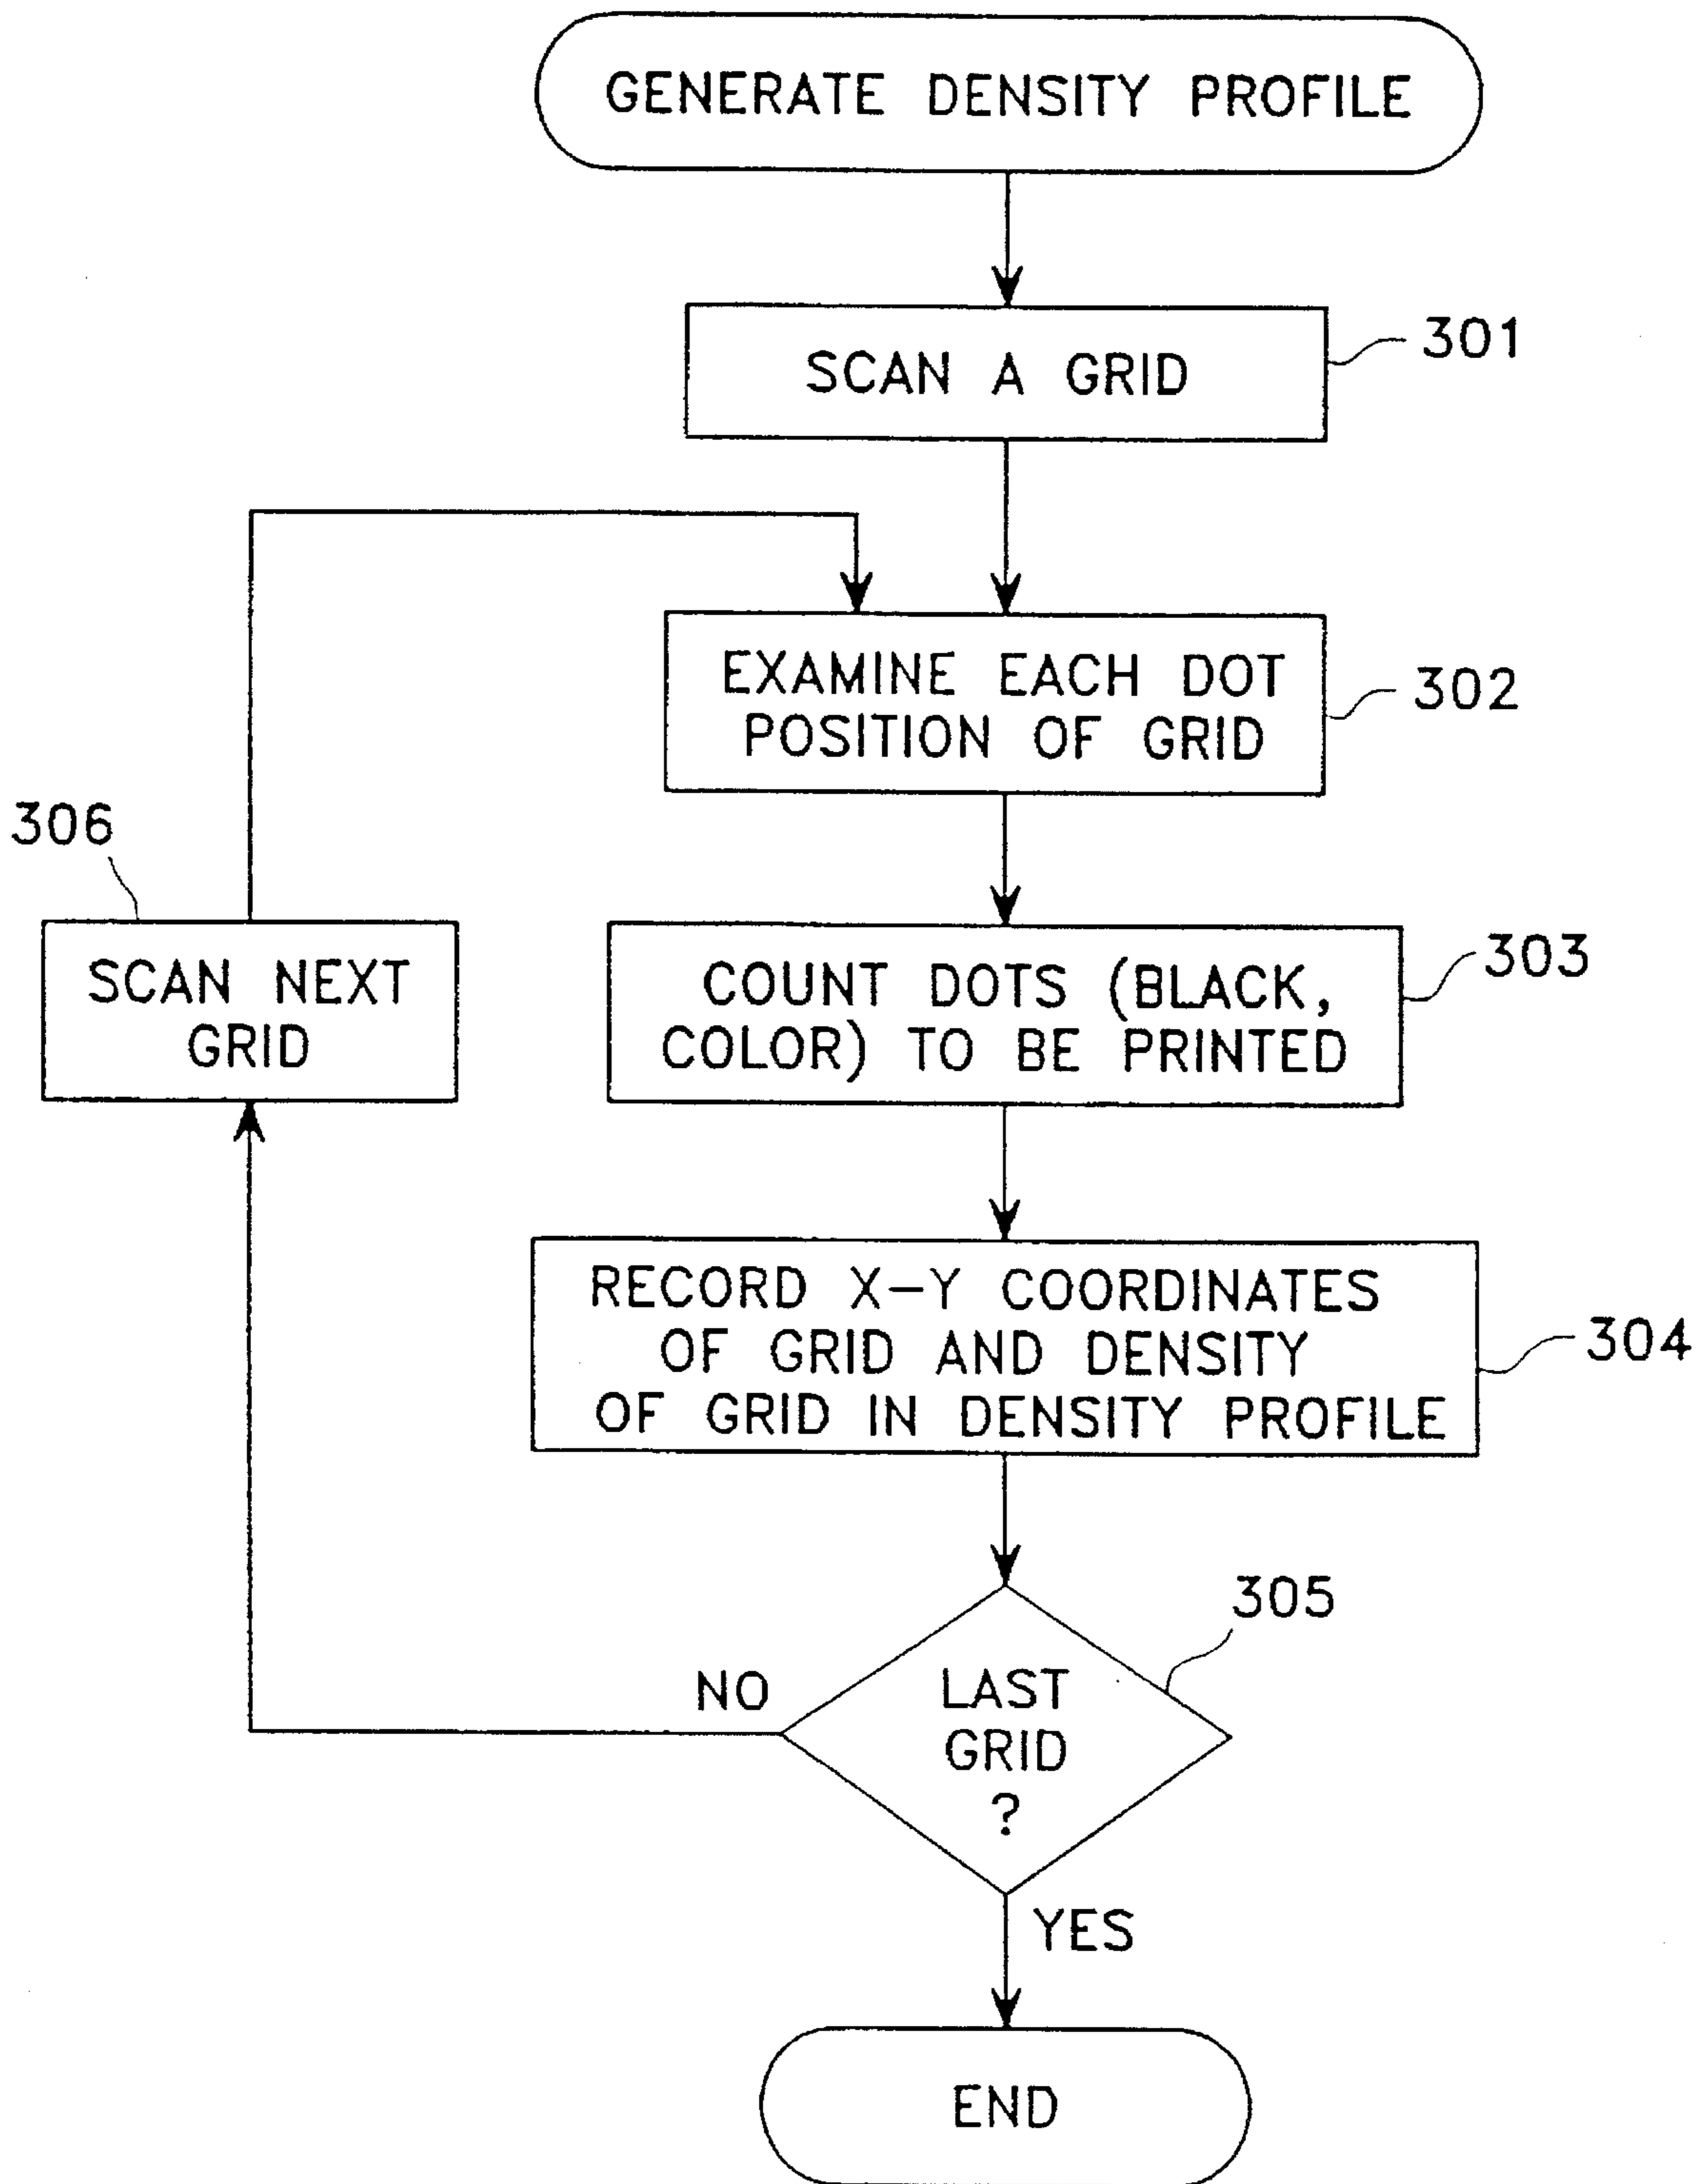 GENERATE DENSITY PROFILE
SCAN A GRID
301
EXAMINE EACH DOT
POSITION OF GRID
302
306
SCAN NEXT
GRID
COUNT DOTS (BLACK,
COLOR) TO BE PRINTED
303
RECORD X-Y COORDINATES
OF GRID AND DENSITY
OF GRID IN DENSITY PROFILE
304
305
NO
LAST
GRID
?
YES
END